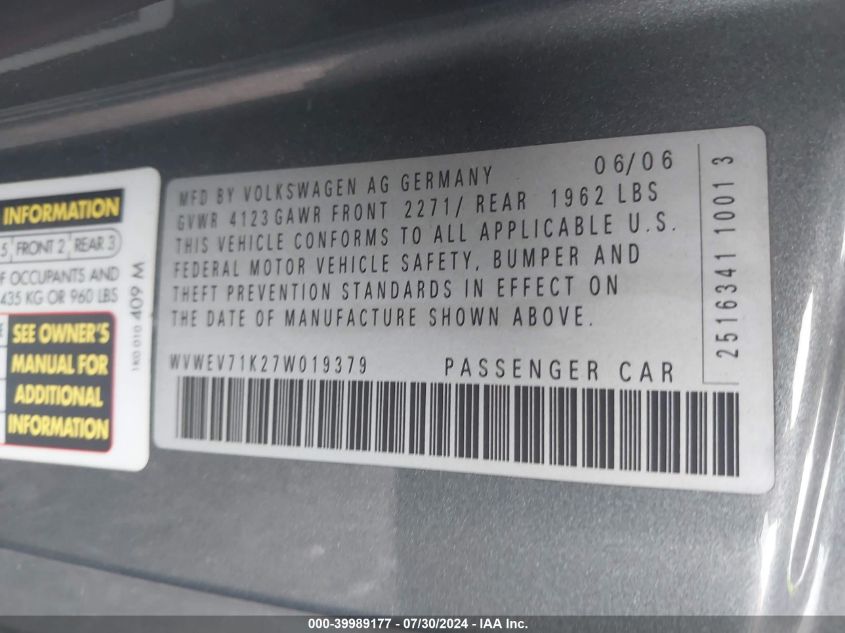 INFORMATION
5 FRONT 2 REAR 3
OF OCCUPANTS AND
435 KG OR 960 LBS
SEE OWNER'S
MANUAL FOR
ADDITIONAL
INFORMATION
1K0 010 409 M
MFD BY VOLKSWAGEN AG GERMANY 06/06
GVWR 4123 GAWR FRONT 2271/ REAR 1962 LBS
THIS VEHICLE CONFORMS TO ALL APPLICABLE U.S.
FEDERAL MOTOR VEHICLE SAFETY, BUMPER AND
THEFT PREVENTION STANDARDS IN EFFECT ON
THE DATE OF MANUFACTURE SHOWN ABOVE.
WVWEV71K27W019379 PASSENGER CAR
2516341 1001 3
000-39989177 - 07/30/2024 - IAA Inc.